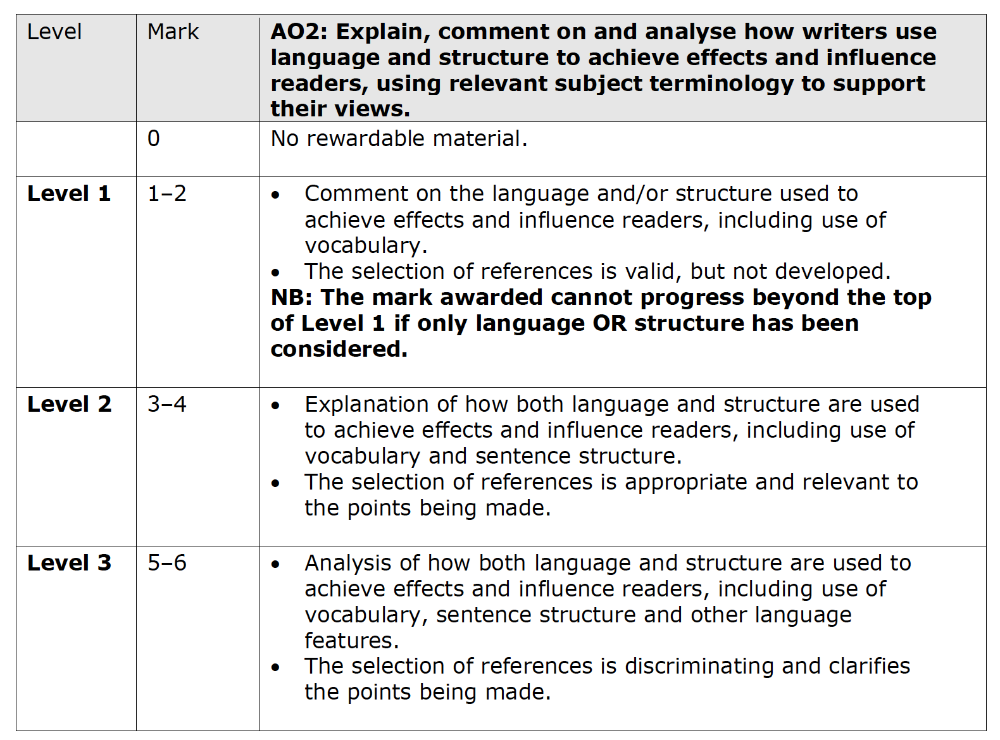 Level Mark AO2: Explain, comment on and analyse how writers use
language and structure to achieve effects and influence
readers, using relevant subject terminology to support
their views.
0 No rewardable material.
Level 1 1–2 • Comment on the language and/or structure used to
achieve effects and influence readers, including use of
vocabulary.
• The selection of references is valid, but not developed.
NB: The mark awarded cannot progress beyond the top
of Level 1 if only language OR structure has been
considered.
Level 2 3–4 • Explanation of how both language and structure are used
to achieve effects and influence readers, including use of
vocabulary and sentence structure.
• The selection of references is appropriate and relevant to
the points being made.
Level 3 5–6 • Analysis of how both language and structure are used to
achieve effects and influence readers, including use of
vocabulary, sentence structure and other language
features.
• The selection of references is discriminating and clarifies
the points being made.